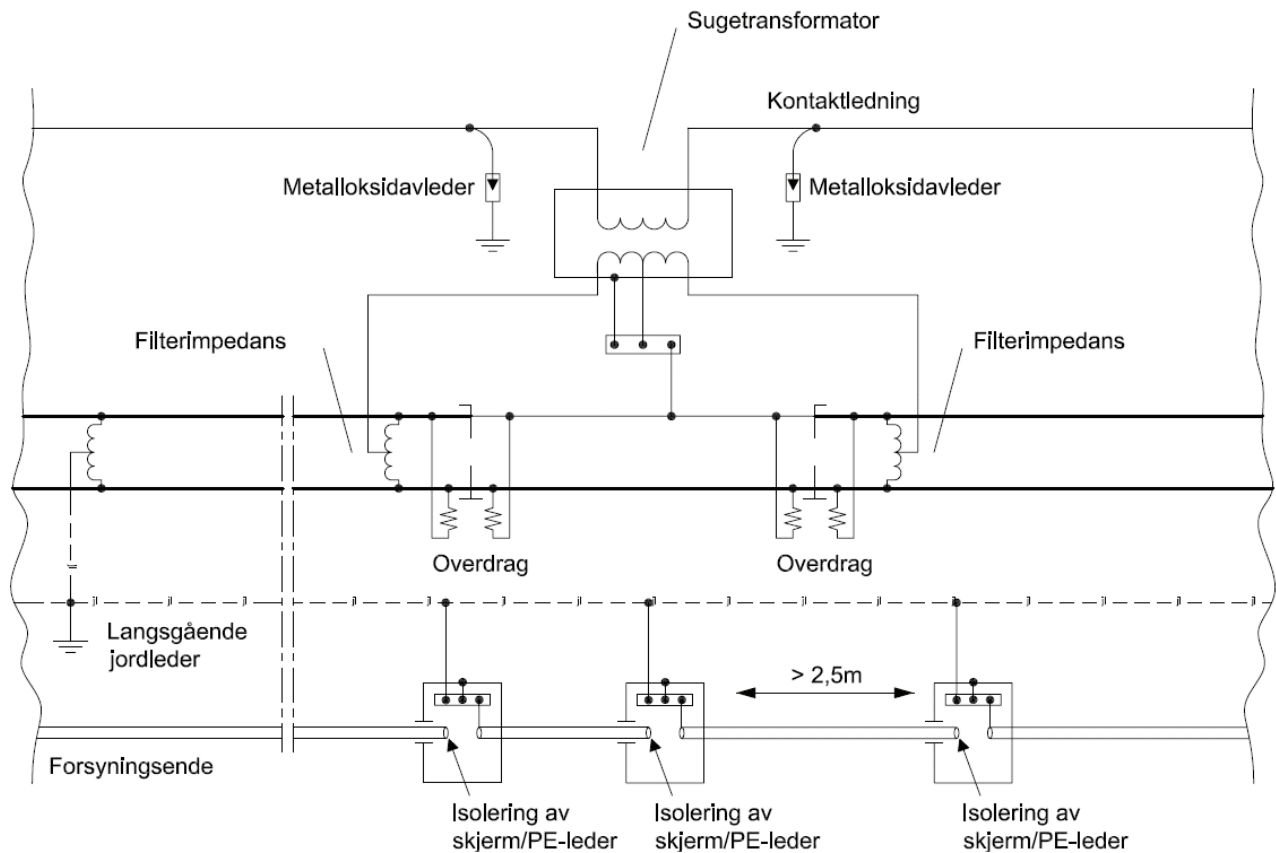 Sugetransformator
Kontaktledning
Metalloksidavleder
Metalloksidavleder
Filterimpedans
Filterimpedans
Overdrag
Overdrag
Langsgående
jordleder
> 2,5m
Forsyningsende
Isolering av
skjerm/PE-leder
Isolering av
skjerm/PE-leder
Isolering av
skjerm/PE-leder